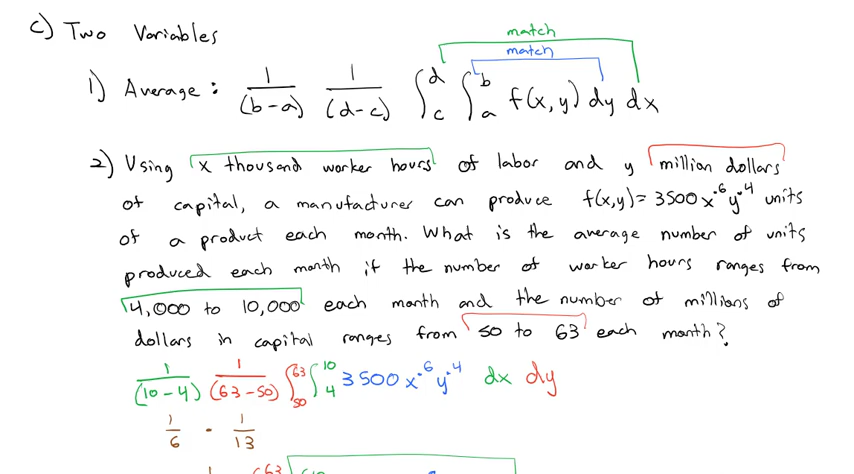 c) Two Variables
match
match
1) Average: 1/(b-a) 1/(d-c) ∫_c^d ∫_a^b f(x,y) dy dx
2) Using x thousand worker hours of labor and y million dollars
of capital, a manufacturer can produce f(x,y)= 3500 x^.6 y^.4 units
of a product each month. What is the average number of units
produced each month if the number of worker hours ranges from
4,000 to 10,000 each month and the number of millions of
dollars in capital ranges from 50 to 63 each month?
1/(10-4) 1/(63-50) ∫_50^63 ∫_4^10 3500 x^.6 y^.4 dx dy
1/6 · 1/13